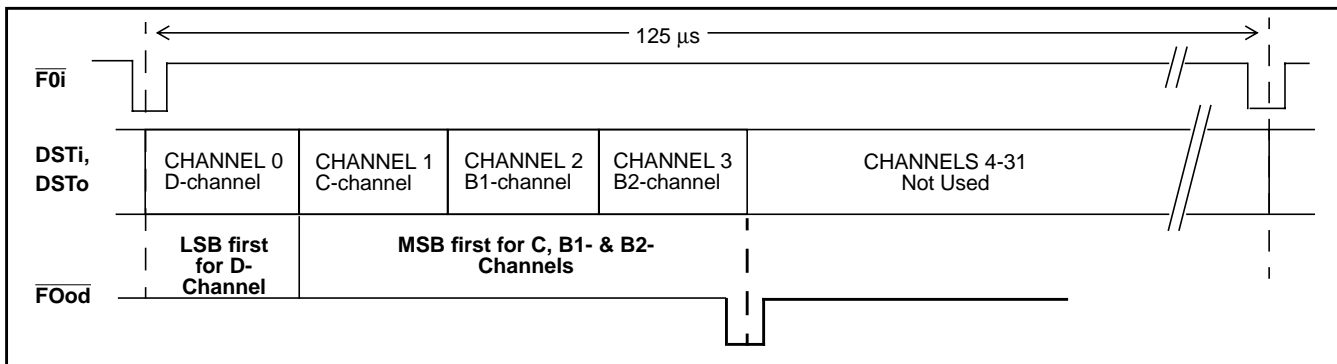 125 μs
F0i
DSTi,
DSTo
CHANNEL 0
D-channel
CHANNEL 1
C-channel
CHANNEL 2
B1-channel
CHANNEL 3
B2-channel
CHANNELS 4-31
Not Used
LSB first
for D-
Channel
MSB first for C, B1- & B2-
Channels
FOod